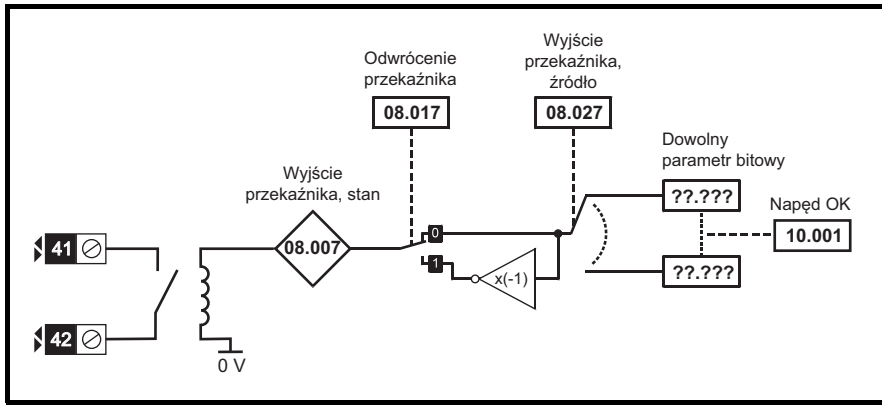 Odwrócenie
przekaźnika
08.017
Wyjście
przekaźnika,
źródło
08.027
Dowolny
parametr bitowy
??.???
Napęd OK
10.001
??.???
Wyjście
przekaźnika, stan
08.007
0
1
x(-1)
41
42
0 V